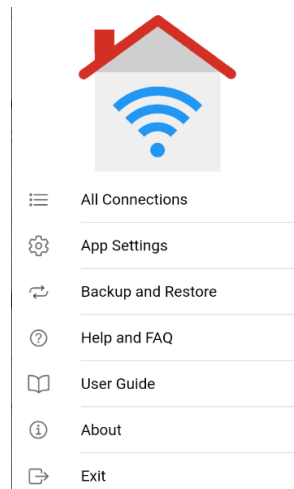 All Connections
App Settings
Backup and Restore
Help and FAQ
User Guide
About
Exit